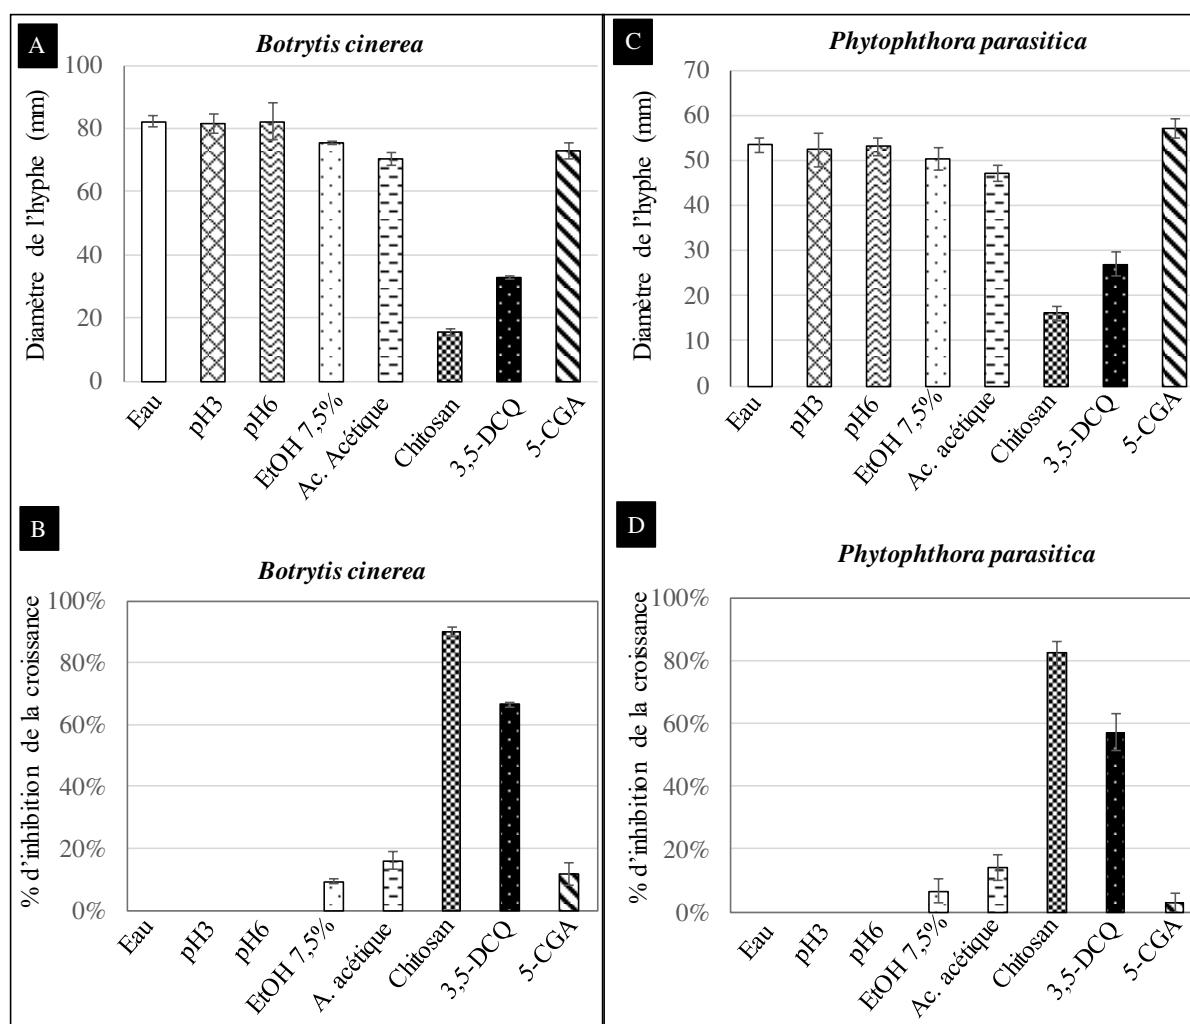 A
Botrytis cinerea
Diamètre de l'hyphe (mm)
100
80
60
40
20
0
Eau
pH3
pH6
EtOH 7,5%
Ac. Acétique
Chitosan
3,5-DCQ
5-CGA
C
Phytophthora parasitica
Diamètre de l'hyphe (mm)
70
60
50
40
30
20
10
0
Eau
pH3
pH6
EtOH 7,5%
Ac. acétique
Chitosan
3,5-DCQ
5-CGA
B
Botrytis cinerea
% d'inhibition de la croissance
100%
80%
60%
40%
20%
0%
Eau
pH3
pH6
EtOH 7,5%
A. acétique
Chitosan
3,5-DCQ
5-CGA
D
Phytophthora parasitica
% d'inhibition de la croissance
100%
80%
60%
40%
20%
0%
Eau
pH3
pH6
EtOH 7,5%
Ac. acétique
Chitosan
3,5-DCQ
5-CGA